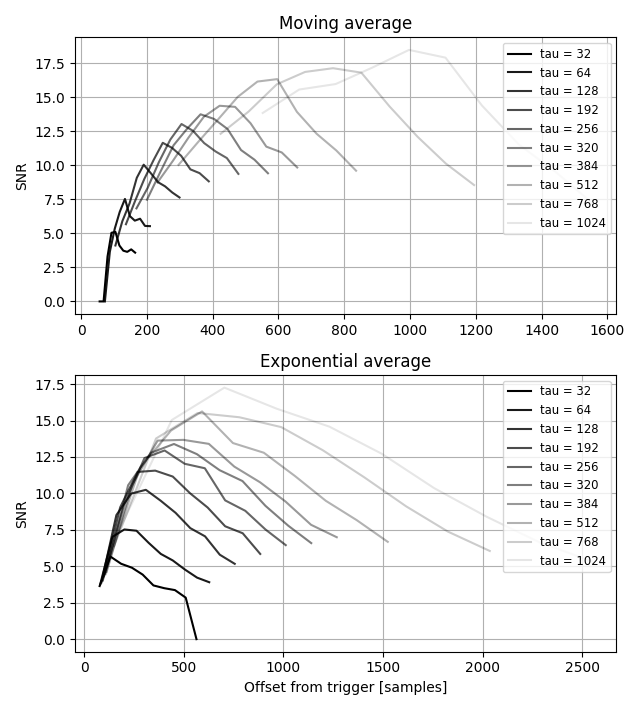 Moving average
SNR
17.5
15.0
12.5
10.0
7.5
5.0
2.5
0.0
tau = 32
tau = 64
tau = 128
tau = 192
tau = 256
tau = 320
tau = 384
tau = 512
tau = 768
tau = 1024
0 200 400 600 800 1000 1200 1400 1600
Exponential average
SNR
17.5
15.0
12.5
10.0
7.5
5.0
2.5
0.0
tau = 32
tau = 64
tau = 128
tau = 192
tau = 256
tau = 320
tau = 384
tau = 512
tau = 768
tau = 1024
0 500 1000 1500 2000 2500
Offset from trigger [samples]